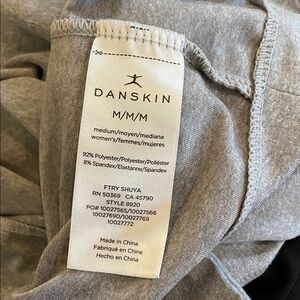 DANSKIN
M/M/M
medium/moyen/mediana
women's/femmes/mujeres
92% Polyester/Polyester/Poliéster
8% Spandex/Elastanne/Spandex
FTRY SHUYA
RN 50369 CA 45790
STYLE 8920
PO# 10027565/10027566
10027690/10027769
10027772
Made in China
Fabriqué en Chine
Hecho en China